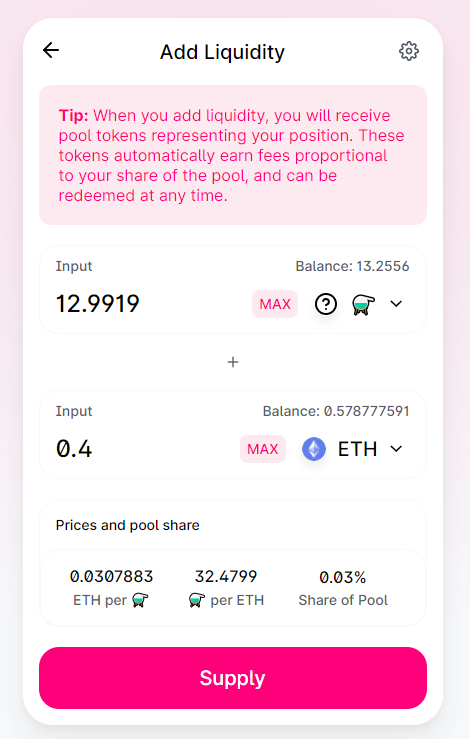 Add Liquidity
Tip: When you add liquidity, you will receive
pool tokens representing your position. These
tokens automatically earn fees proportional
to your share of the pool, and can be
redeemed at any time.
Input Balance: 13.2556
12.9919 MAX ?
+
Input Balance: 0.578777591
0.4 MAX ETH
Prices and pool share
0.0307883 32.4799 0.03%
ETH per per ETH Share of Pool
Supply